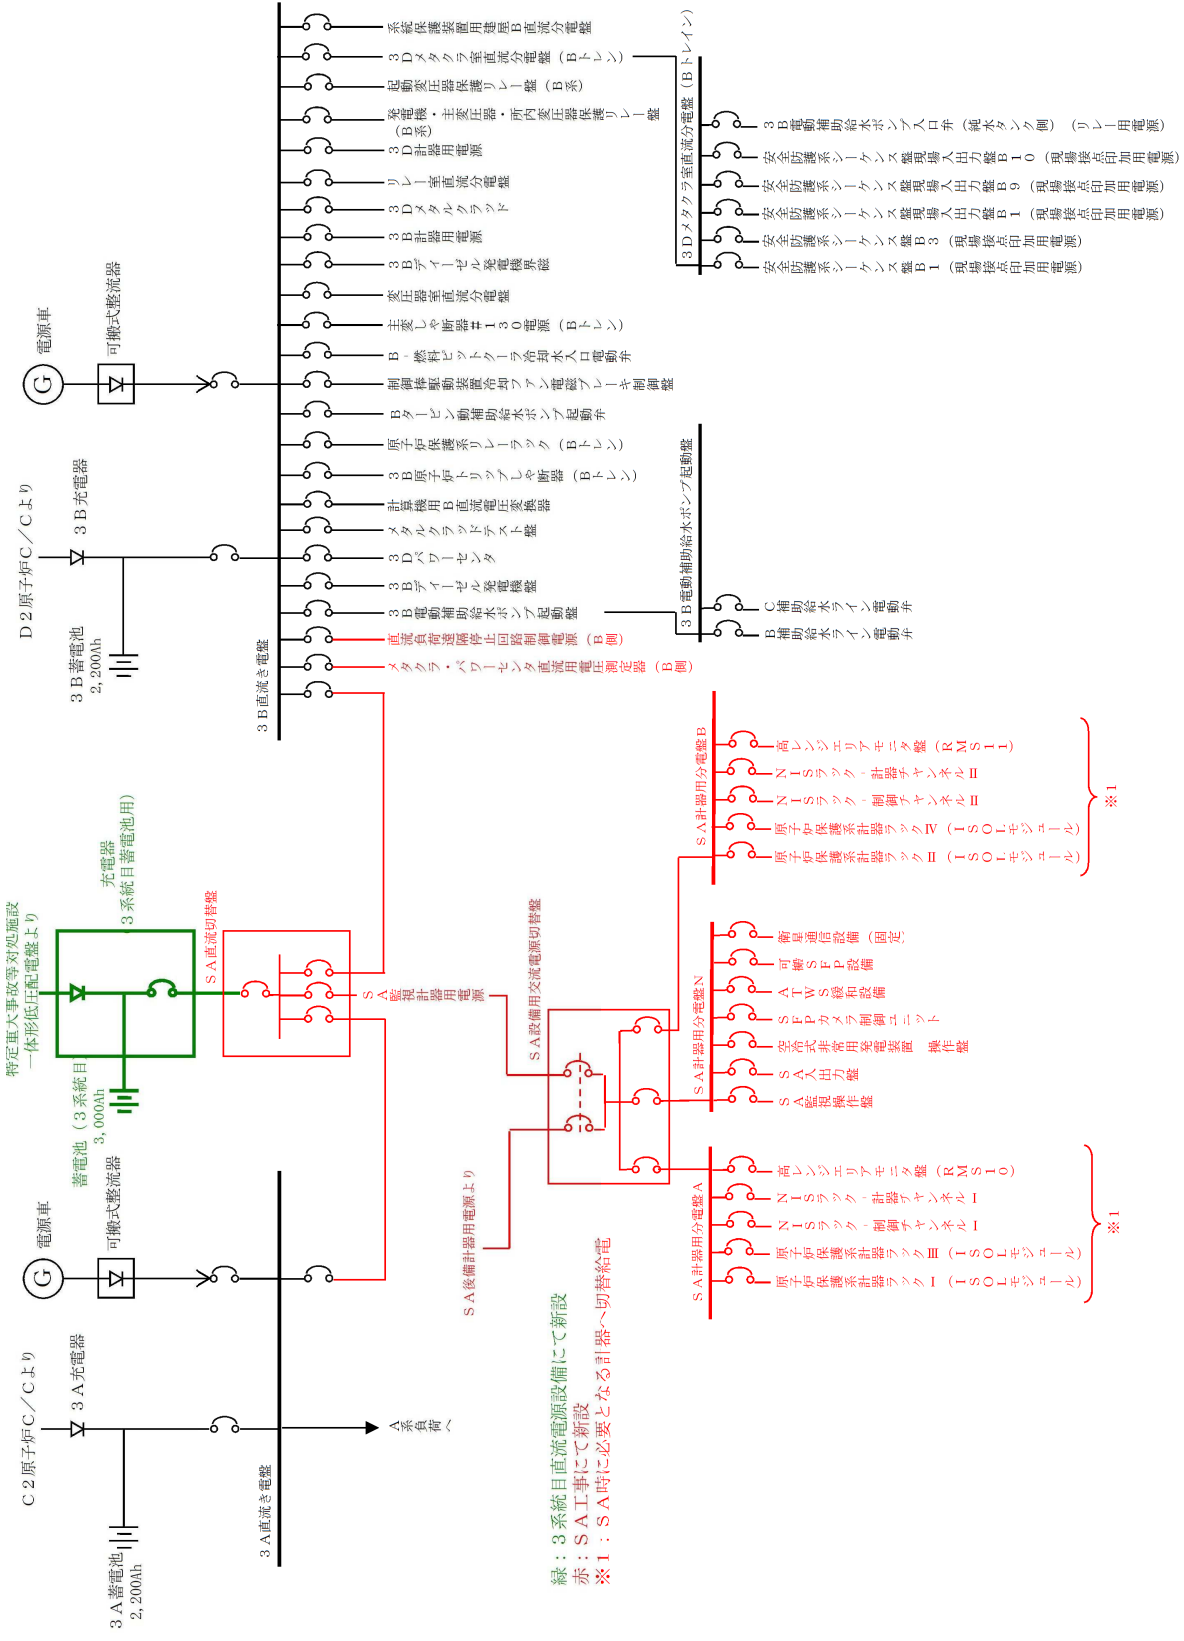 C2原子炉C/Cより
3A充電器
3A蓄電池
2,200Ah
3A直流き電盤
A系負荷へ
電源車
G
可搬式整流器
特定重大事故等対処施設
一体形低圧配電盤より
充電器
(3系統目蓄電池用)
蓄電池(3系統目)
3,000Ah
SA直流切替盤
SA監視計器用電源
D2原子炉C/Cより
3B充電器
3B蓄電池
2,200Ah
3B直流き電盤
電源車
G
可搬式整流器
メタクラ・パワーセンタ直流用電圧測定器(B側)
直流負荷遠隔停止回路制御電源(B側)
3B電動補助給水ポンプ起動盤
3Bディーゼル発電機盤
3Dパワーセンタ
メタルクラッドテスト盤
計算機用B直流電圧変換器
3B原子炉トリップしゃ断器(Bトレン)
原子炉保護系リレーラック(Bトレン)
Bタービン動補助給水ポンプ起動弁
制御棒駆動装置冷却ファン電磁ブレーキ制御盤
B-燃料ピットクーラ冷却水入口電動弁
主変しゃ断器#130電源(Bトレン)
変圧器室直流分電盤
3Bディーゼル発電機界磁
3B計器用電源
3Dメタルクラッド
リレー室直流分電盤
3D計器用電源
発電機・主変圧器・所内変圧器保護リレー盤
(B系)
起動変圧器保護リレー盤(B系)
3Dメタクラ室直流分電盤(Bトレン)
系統保護装置用建屋B直流分電盤
3B電動補助給水ポンプ起動盤
B補助給水ライン電動弁
C補助給水ライン電動弁
3Dメタクラ室直流分電盤(Bトレイン)
安全防護系シーケンス盤B1(現場接点印加用電源)
安全防護系シーケンス盤B3(現場接点印加用電源)
安全防護系シーケンス盤現場入出力盤B1(現場接点印加用電源)
安全防護系シーケンス盤現場入出力盤B9(現場接点印加用電源)
安全防護系シーケンス盤現場入出力盤B10(現場接点印加用電源)
3B電動補助給水ポンプ入口弁(純水タンク側)(リレー用電源)
SA後備計器用電源より
SA設備用交流電源切替盤
SA計器用分電盤A
原子炉保護系計器ラックⅠ(ISOLモジュール)
原子炉保護系計器ラックⅢ(ISOLモジュール)
NISラック-制御チャンネルⅠ
NISラック-計器チャンネルⅠ
高レンジエリアモニタ盤(RMS10)
※1
SA計器用分電盤N
SA監視操作盤
SA入出力盤
空冷式非常用発電装置 操作盤
SFPカメラ制御ユニット
ATWS緩和設備
可搬SFP設備
衛星通信設備(固定)
SA計器用分電盤B
原子炉保護系計器ラックⅡ(ISOLモジュール)
原子炉保護系計器ラックⅣ(ISOLモジュール)
NISラック-制御チャンネルⅡ
NISラック-計器チャンネルⅡ
高レンジエリアモニタ盤(RMS11)
※1
緑:3系統目直流電源設備にて新設
赤:SA工事にて新設
※1:SA時に必要となる計器へ切替給電